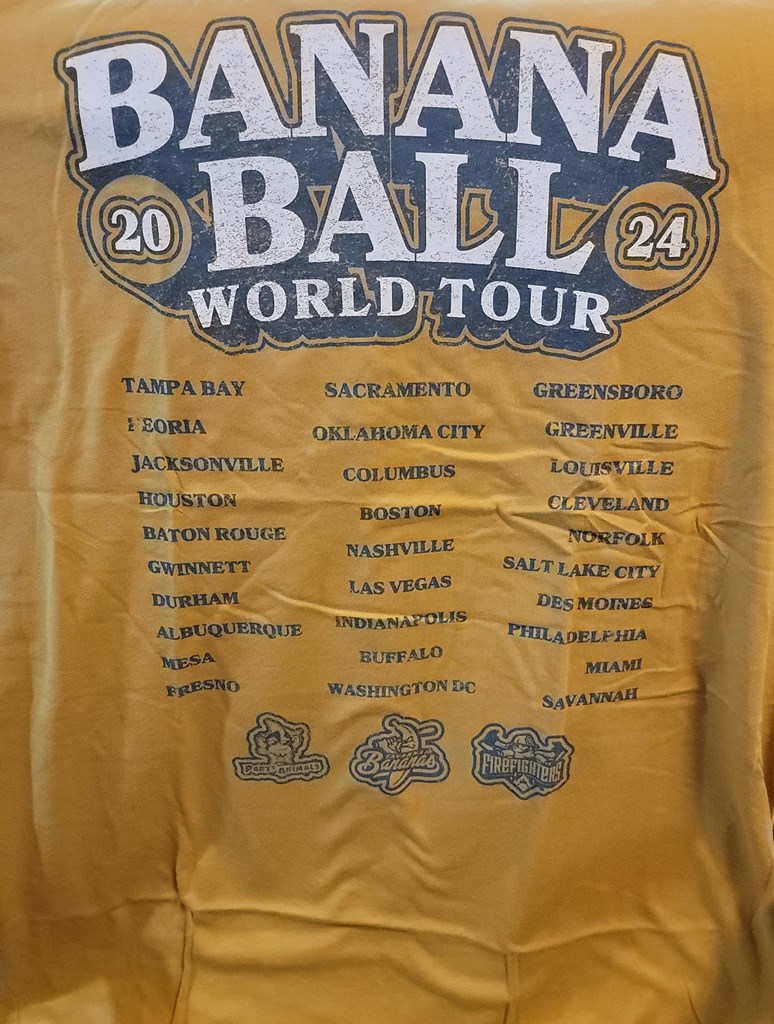 BANANA
BALL
20 24
WORLD TOUR
TAMPA BAY
PEORIA
JACKSONVILLE
HOUSTON
BATON ROUGE
GWINNETT
DURHAM
ALBUQUERQUE
MESA
FRESNO
SACRAMENTO
OKLAHOMA CITY
COLUMBUS
BOSTON
NASHVILLE
LAS VEGAS
INDIANAPOLIS
BUFFALO
WASHINGTON DC
GREENSBORO
GREENVILLE
LOUISVILLE
CLEVELAND
NORFOLK
SALT LAKE CITY
DES MOINES
PHILADELPHIA
MIAMI
SAVANNAH
PARTY ANIMALS
Bananas
FIREFIGHTERS